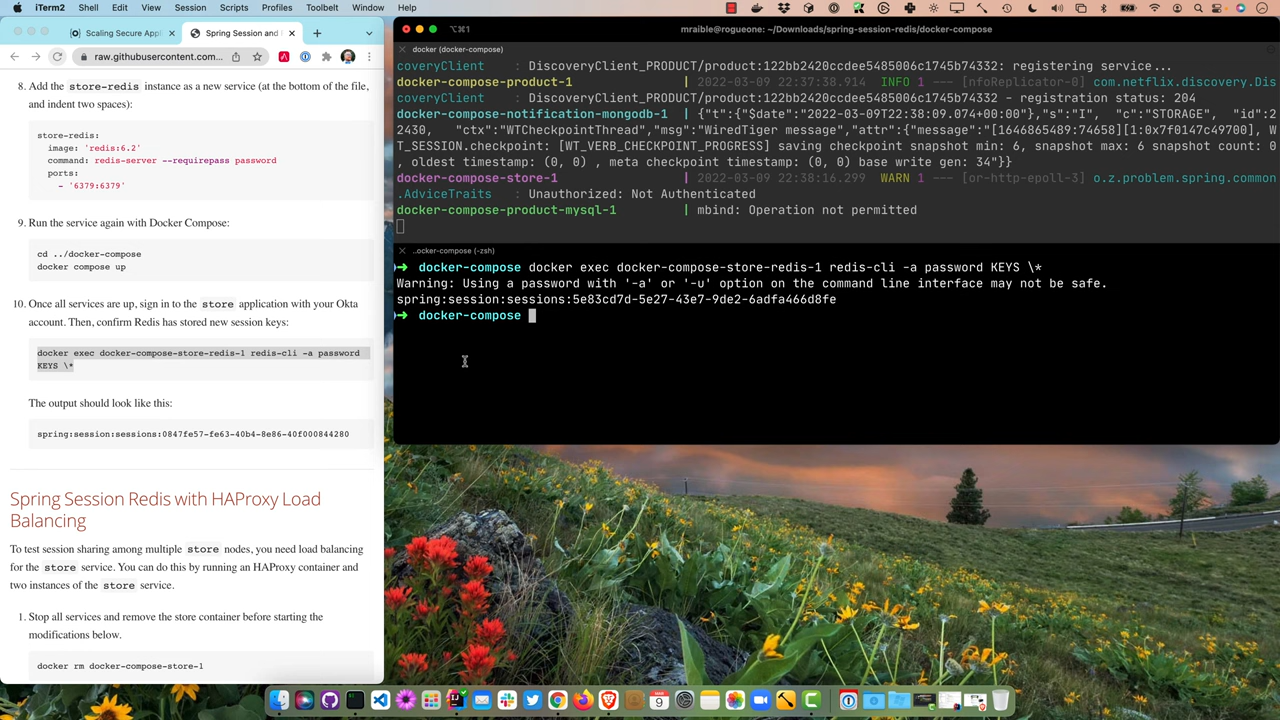 iTerm2 Shell Edit View Session Scripts Profiles Toolbelt Window Help
Scaling Secure Appl
Spring Session and
raw.githubusercontent.com...
8. Add the store-redis instance as a new service (at the bottom of the file,
and indent two spaces):
store-redis:
image: 'redis:6.2'
command: redis-server --requirepass password
ports:
- '6379:6379'
9. Run the service again with Docker Compose:
cd ../docker-compose
docker compose up
10. Once all services are up, sign in to the store application with your Okta
account. Then, confirm Redis has stored new session keys:
docker exec docker-compose-store-redis-1 redis-cli -a password
KEYS \*
The output should look like this:
spring:session:sessions:0847fe57-fe63-40b4-8e86-40f000844280
Spring Session Redis with HAProxy Load
Balancing
To test session sharing among multiple store nodes, you need load balancing
for the store service. You can do this by running an HAProxy container and
two instances of the store service.
1. Stop all services and remove the store container before starting the
modifications below.
docker rm docker-compose-store-1
⌥⌘1
mraible@rogueone: ~/Downloads/spring-session-redis/docker-compose
docker (docker-compose)
coveryClient : DiscoveryClient_PRODUCT/product:122bb2420ccdee5485006c1745b74332: registering service...
docker-compose-product-1 | 2022-03-09 22:37:38.914 INFO 1 --- [nfoReplicator-0] com.netflix.discovery.Dis
coveryClient : DiscoveryClient_PRODUCT/product:122bb2420ccdee5485006c1745b74332 - registration status: 204
docker-compose-notification-mongodb-1 | {"t":{"$date":"2022-03-09T22:38:09.074+00:00"},"s":"I", "c":"STORAGE", "id":2
2430, "ctx":"WTCheckpointThread","msg":"WiredTiger message","attr":{"message":"[1646865489:74658][1:0x7f0147c49700], W
T_SESSION.checkpoint: [WT_VERB_CHECKPOINT_PROGRESS] saving checkpoint snapshot min: 6, snapshot max: 6 snapshot count: 0
, oldest timestamp: (0, 0) , meta checkpoint timestamp: (0, 0) base write gen: 34"}}
docker-compose-store-1 | 2022-03-09 22:38:16.299 WARN 1 --- [or-http-epoll-3] o.z.problem.spring.common
.AdviceTraits : Unauthorized: Not Authenticated
docker-compose-product-mysql-1 | mbind: Operation not permitted
..ocker-compose (-zsh)
➜ docker-compose docker exec docker-compose-store-redis-1 redis-cli -a password KEYS \*
Warning: Using a password with '-a' or '-u' option on the command line interface may not be safe.
spring:session:sessions:5e83cd7d-5e27-43e7-9de2-6adfa466d8fe
➜ docker-compose